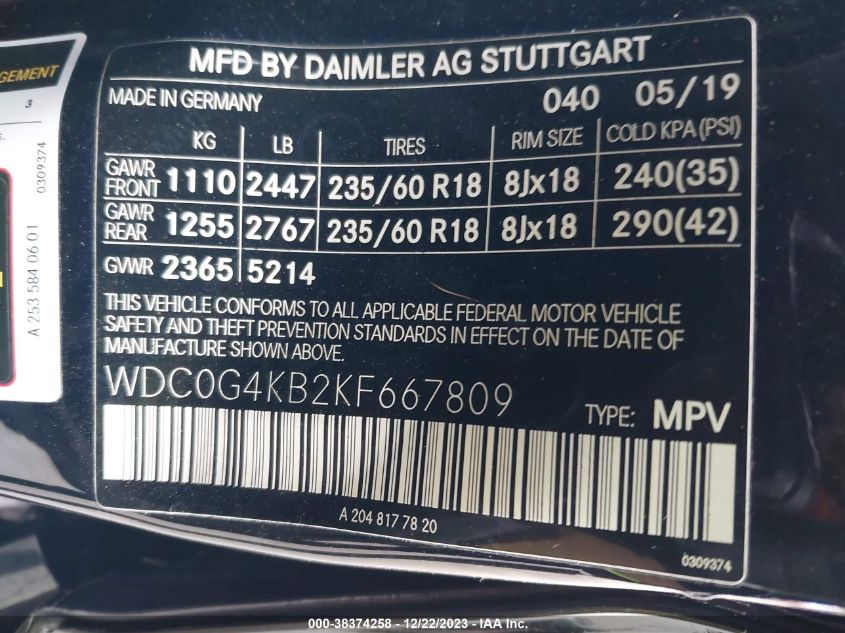 GEMENT
3
s.
0309374
A 253 584 06 01
MFD BY DAIMLER AG STUTTGART
MADE IN GERMANY 040 05/19
KG LB TIRES RIM SIZE COLD KPA (PSI)
GAWR FRONT 1110 2447 235/60 R18 8Jx18 240(35)
GAWR REAR 1255 2767 235/60 R18 8Jx18 290(42)
GVWR 2365 5214
THIS VEHICLE CONFORMS TO ALL APPLICABLE FEDERAL MOTOR VEHICLE
SAFETY AND THEFT PREVENTION STANDARDS IN EFFECT ON THE DATE OF
MANUFACTURE SHOWN ABOVE.
WDC0G4KB2KF667809
TYPE: MPV
A 204 817 78 20
0309374
000-38374258 - 12/22/2023 - IAA Inc.